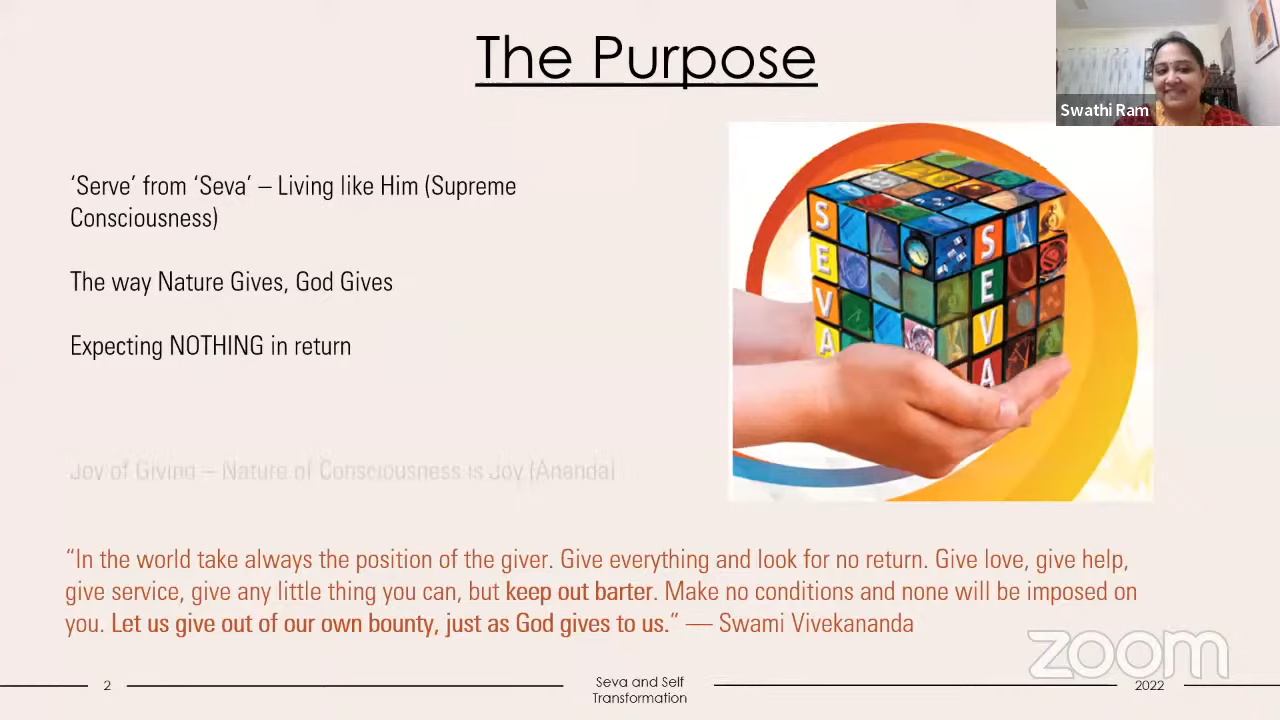 The Purpose
Swathi Ram
‘Serve’ from ‘Seva’ – Living like Him (Supreme
Consciousness)
The way Nature Gives, God Gives
Expecting NOTHING in return
Joy of Giving – Nature of Consciousness is Joy (Ananda)
SEVA
SEVA
“In the world take always the position of the giver. Give everything and look for no return. Give love, give help,
give service, give any little thing you can, but keep out barter. Make no conditions and none will be imposed on
you. Let us give out of our own bounty, just as God gives to us.” — Swami Vivekananda
zoom
2
Seva and Self
Transformation
2022